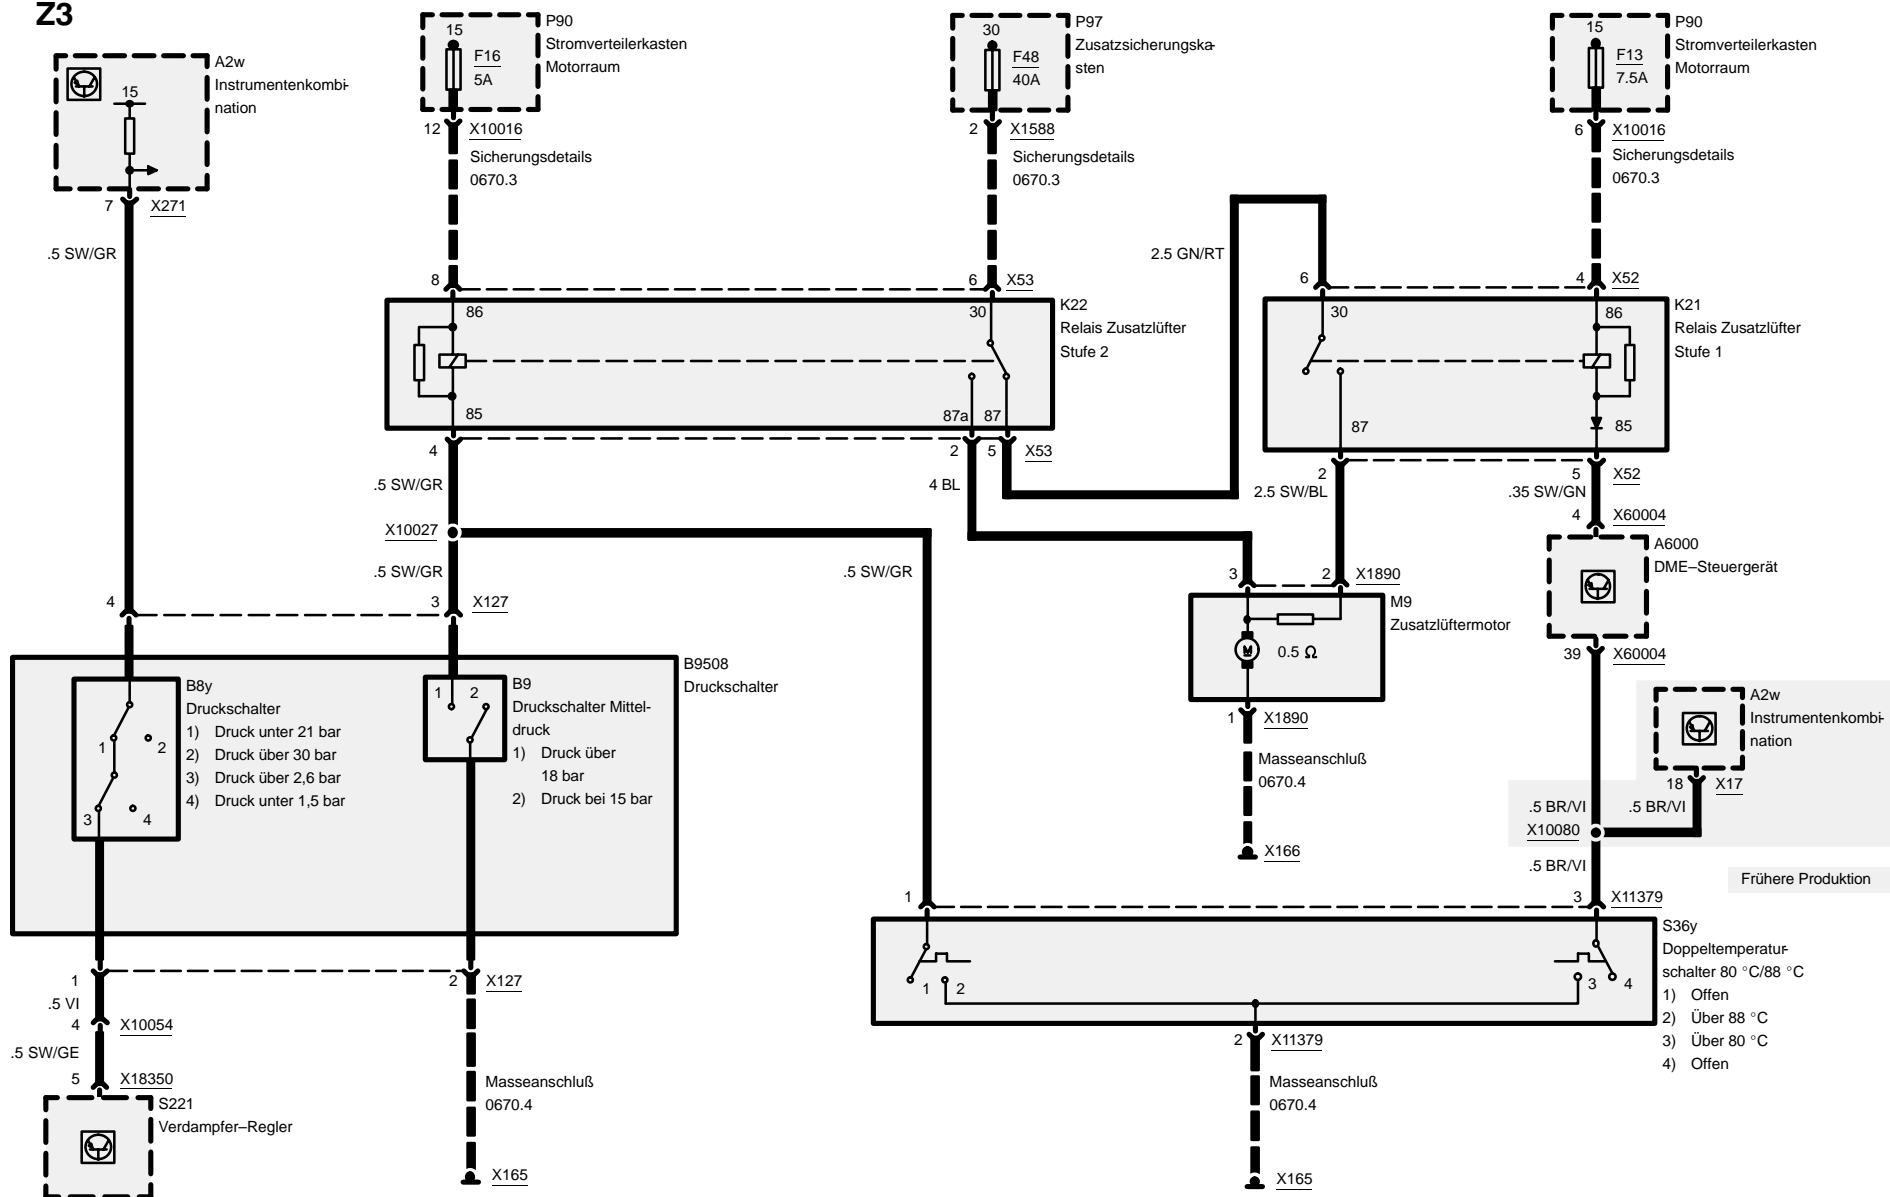 Z3
A2w
Instrumentenkombi-
nation
15
7
X271
.5 SW/GR
15
F16
5A
P90
Stromverteilerkasten
Motorraum
12
X10016
Sicherungsdetails
0670.3
30
F48
40A
P97
Zusatzsicherungska-
sten
2
X1588
Sicherungsdetails
0670.3
15
F13
7.5A
P90
Stromverteilerkasten
Motorraum
6
X10016
Sicherungsdetails
0670.3
2.5 GN/RT
8
6
X53
86
30
K22
Relais Zusatzlüfter
Stufe 2
85
87a
87
4
2
5
X53
.5 SW/GR
4 BL
6
4
X52
30
86
K21
Relais Zusatzlüfter
Stufe 1
87
85
2
5
X52
2.5 SW/BL
.35 SW/GN
4
X60004
A6000
DME–Steuergerät
39
X60004
X10027
.5 SW/GR
.5 SW/GR
4
3
X127
3
2
X1890
M9
Zusatzlüftermotor
M
0.5 Ω
1
X1890
Masseanschluß
0670.4
X166
B9508
Druckschalter
B8y
Druckschalter
1) Druck unter 21 bar
2) Druck über 30 bar
3) Druck über 2,6 bar
4) Druck unter 1,5 bar
1
2
3
4
1
2
B9
Druckschalter Mittel-
druck
1) Druck über
18 bar
2) Druck bei 15 bar
A2w
Instrumentenkombi-
nation
18
X17
.5 BR/VI
.5 BR/VI
X10080
.5 BR/VI
Frühere Produktion
1
3
X11379
S36y
Doppeltemperatur-
schalter 80 °C/88 °C
1) Offen
2) Über 88 °C
3) Über 80 °C
4) Offen
1
2
3
4
2
X11379
Masseanschluß
0670.4
X165
1
2
X127
.5 VI
4
X10054
.5 SW/GE
5
X18350
S221
Verdampfer–Regler
Masseanschluß
0670.4
X165